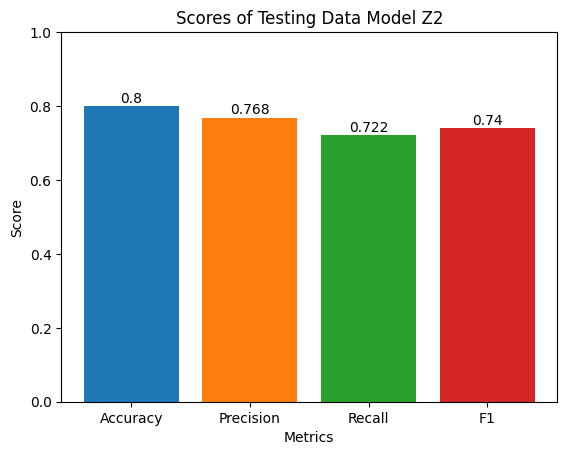 Scores of Testing Data Model Z2
1.0
0.8
0.6
0.4
0.2
0.0
Score
0.8
0.768
0.722
0.74
Accuracy Precision Recall F1
Metrics